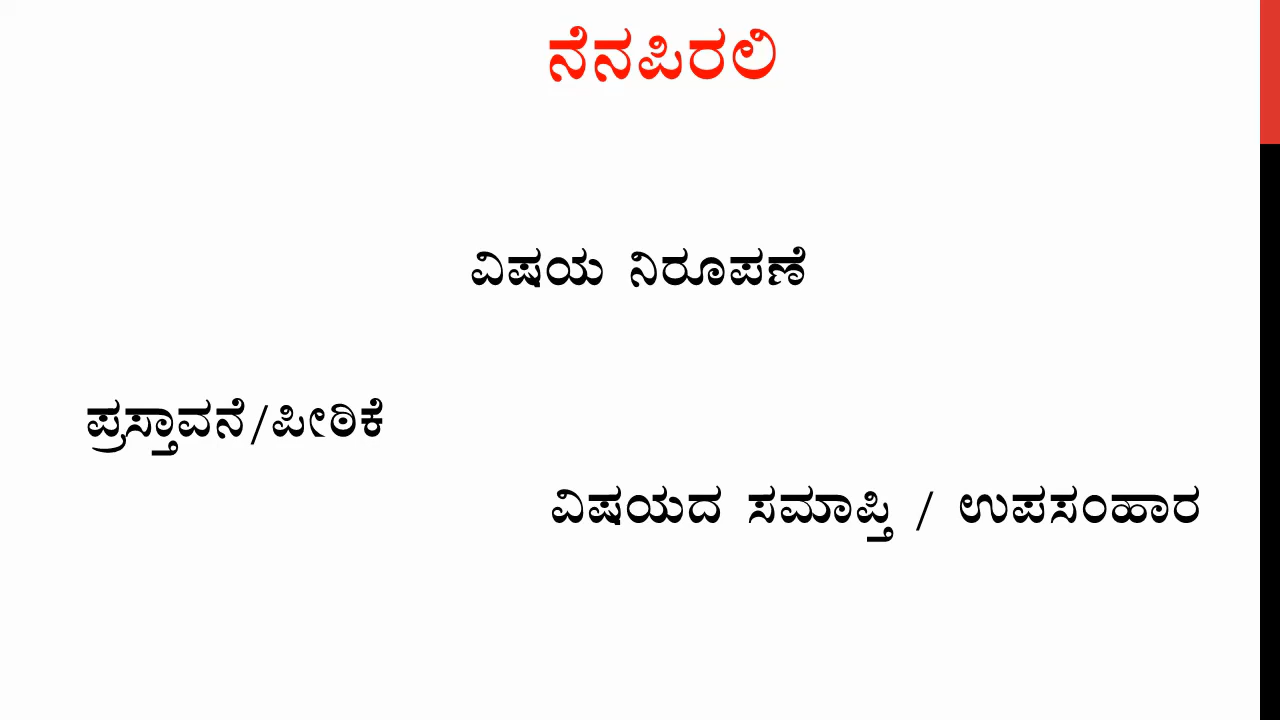 ನೆನಪಿರಲಿ
ವಿಷಯ ನಿರೂಪಣೆ
ಪ್ರಸ್ತಾವನೆ/ಪೀಠಿಕೆ
ವಿಷಯದ ಸಮಾಪ್ತಿ / ಉಪಸಂಹಾರ